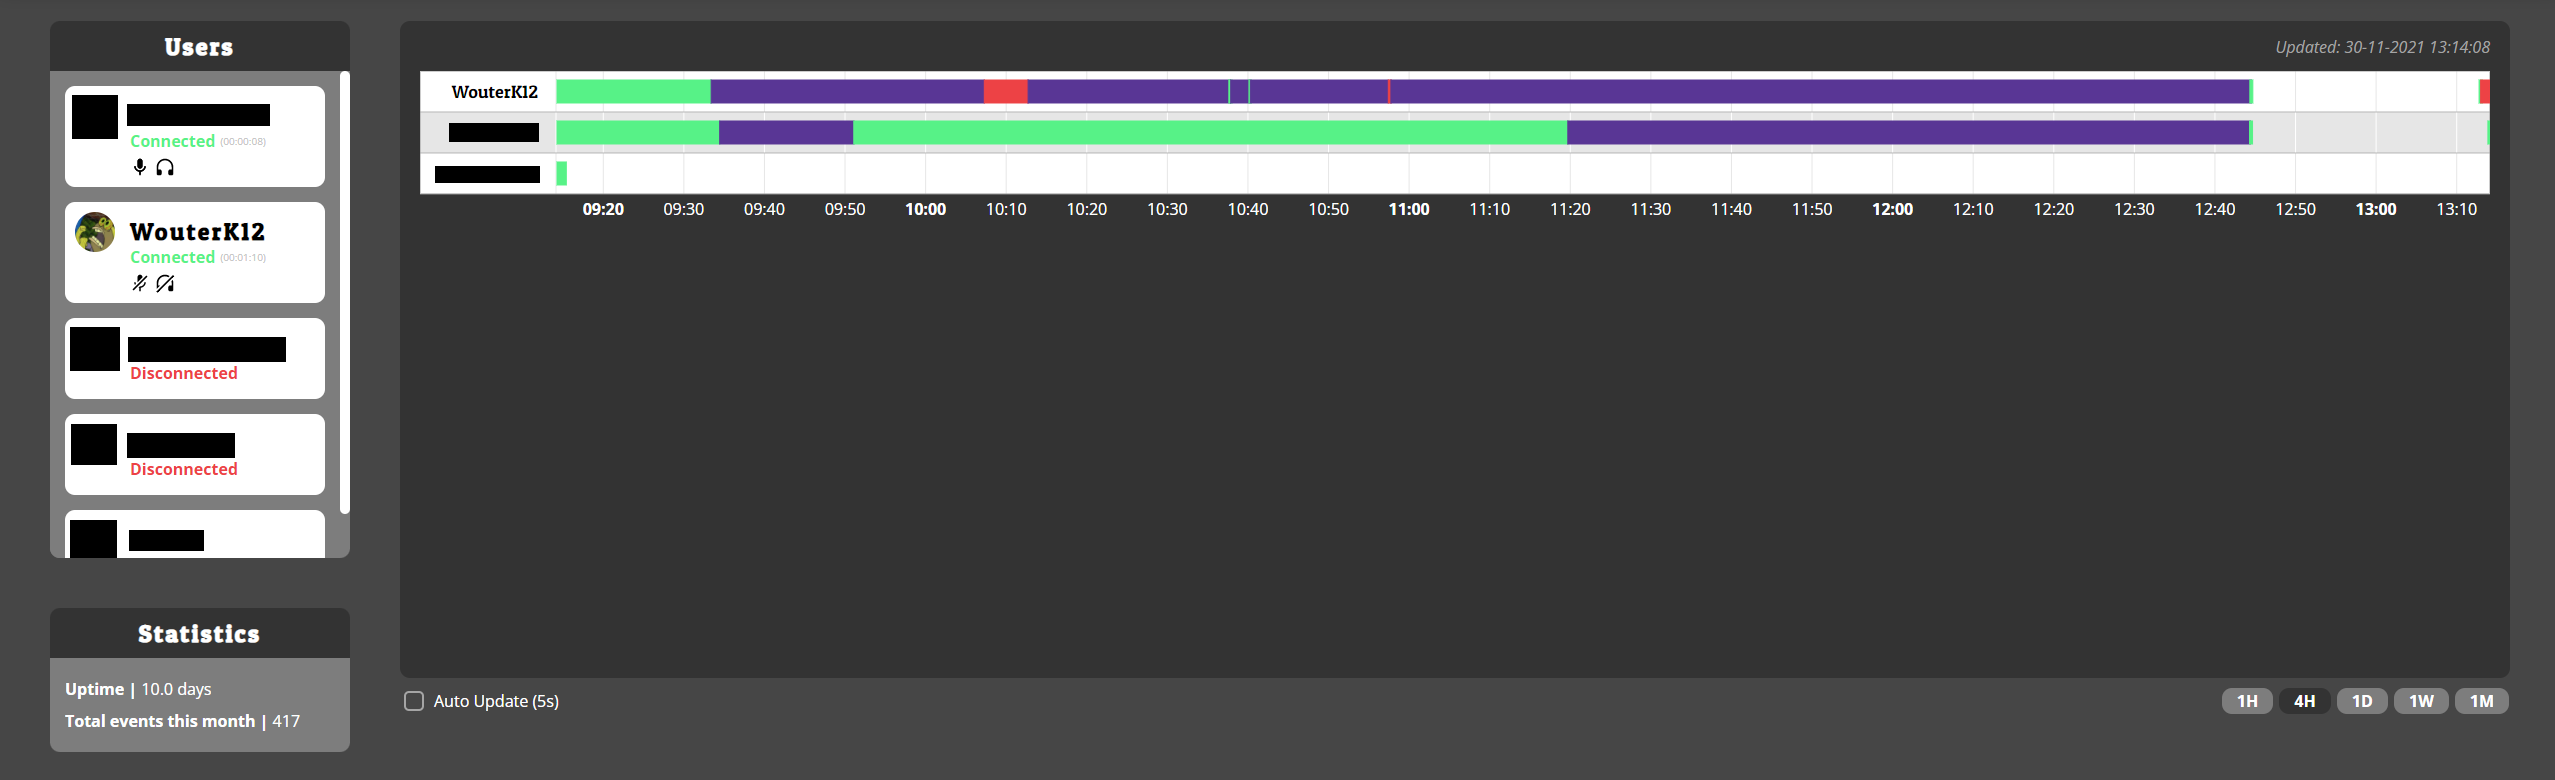 Users
Connected (00:00:08)
WouterK12
Connected (00:01:10)
Disconnected
Disconnected
Statistics
Uptime | 10.0 days
Total events this month | 417
Updated: 30-11-2021 13:14:08
WouterK12
09:20 09:30 09:40 09:50 10:00 10:10 10:20 10:30 10:40 10:50 11:00 11:10 11:20 11:30 11:40 11:50 12:00 12:10 12:20 12:30 12:40 12:50 13:00 13:10
Auto Update (5s)
1H 4H 1D 1W 1M